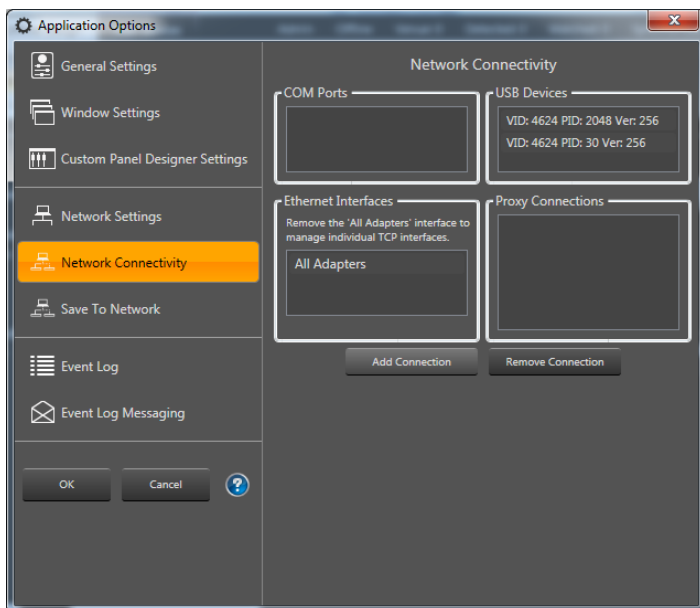 Application Options
General Settings
Window Settings
Custom Panel Designer Settings
Network Settings
Network Connectivity
Save To Network
Event Log
Event Log Messaging
OK
Cancel
?
Network Connectivity
COM Ports
USB Devices
VID: 4624 PID: 2048 Ver: 256
VID: 4624 PID: 30 Ver: 256
Ethernet Interfaces
Remove the 'All Adapters' interface to
manage individual TCP interfaces.
All Adapters
Proxy Connections
Add Connection
Remove Connection